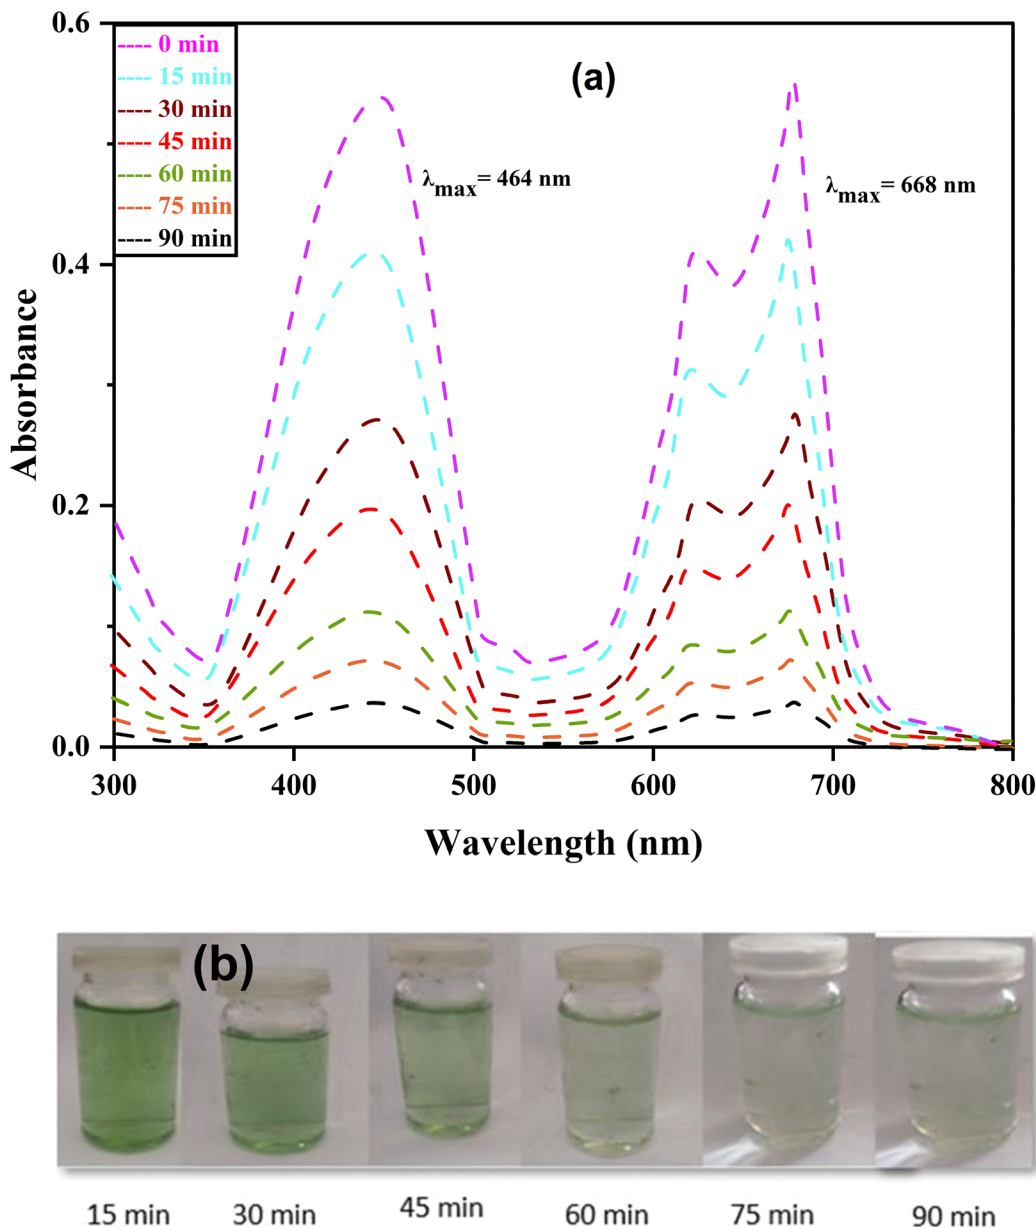 0.6
0.4
0.2
0.0
Absorbance
---- 0 min
---- 15 min
---- 30 min
---- 45 min
---- 60 min
---- 75 min
---- 90 min
(a)
λmax= 464 nm
λmax= 668 nm
300 400 500 600 700 800
Wavelength (nm)
(b)
15 min 30 min 45 min 60 min 75 min 90 min